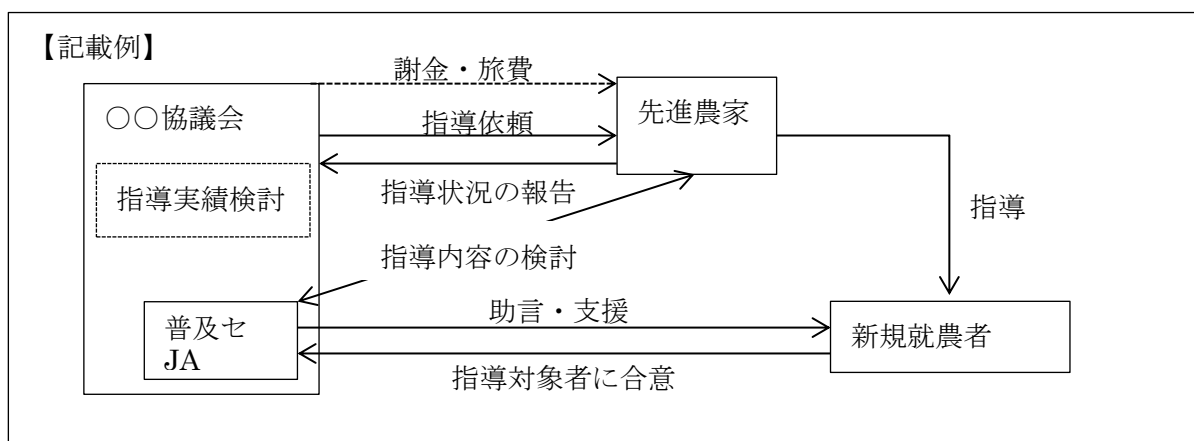 【記載例】
謝金・旅費
〇〇協議会
先進農家
指導依頼
指導実績検討
指導状況の報告
指導
指導内容の検討
助言・支援
普及セ
JA
新規就農者
指導対象者に合意